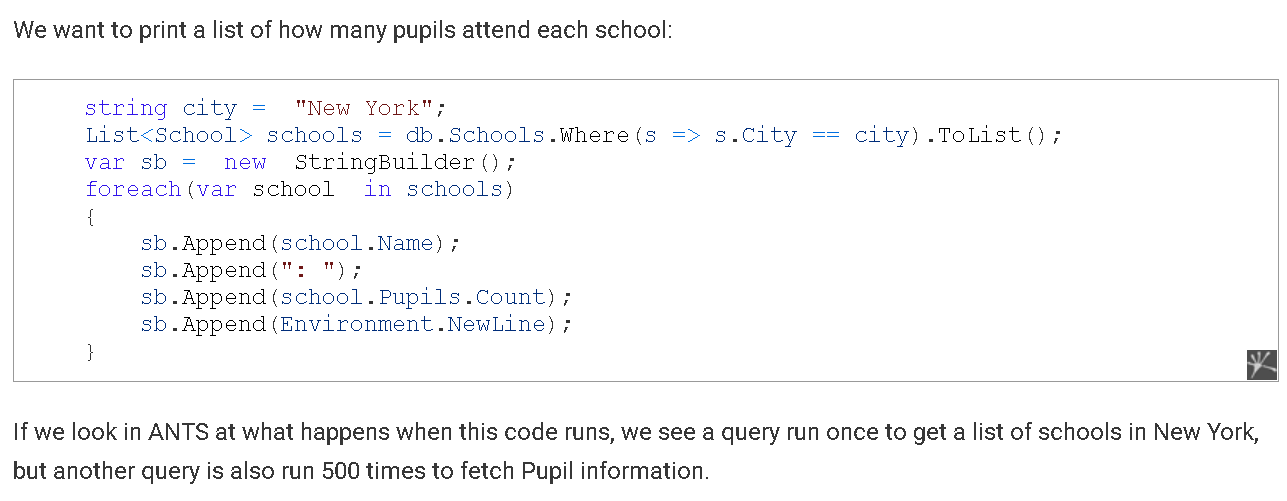 We want to print a list of how many pupils attend each school:
string city =  "New York";
List<School> schools = db.Schools.Where(s => s.City == city).ToList();
var sb =  new  StringBuilder();
foreach(var school  in schools)
{
    sb.Append(school.Name);
    sb.Append(": ");
    sb.Append(school.Pupils.Count);
    sb.Append(Environment.NewLine);
}
If we look in ANTS at what happens when this code runs, we see a query run once to get a list of schools in New York,
but another query is also run 500 times to fetch Pupil information.